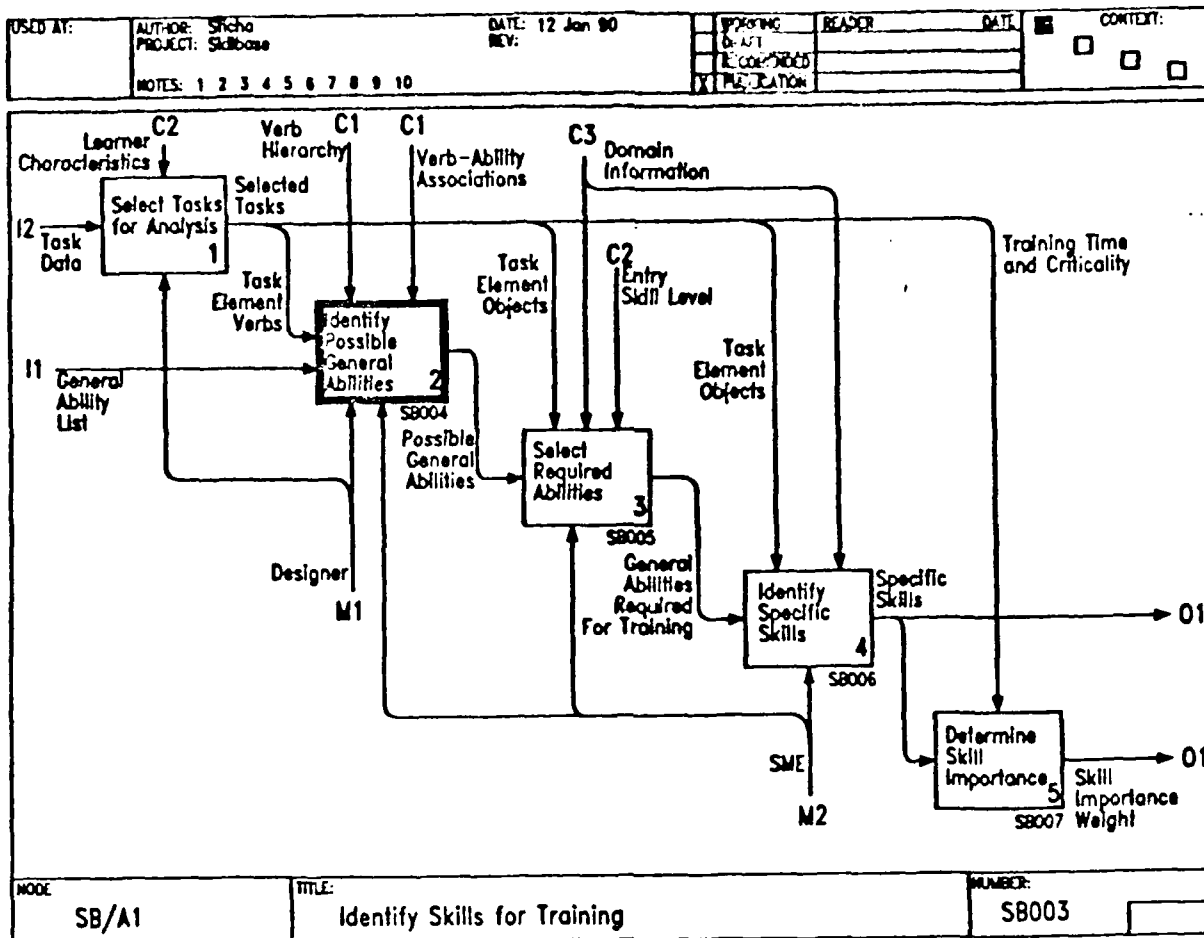 USED AT:
AUTHOR: Sticha
PROJECT: Skillbase
DATE: 12 Jan 90
REV:
NOTES: 1 2 3 4 5 6 7 8 9 10
WORKING
DRAFT
RECOMMENDED
X PUBLICATION
READER DATE
CONTEXT:
C2
Learner
Characteristics
Verb
Hierarchy
C1
C1
Verb-Ability
Associations
C3
Domain
Information
I2
Task
Data
Select Tasks
for Analysis
1
Selected
Tasks
Task
Element
Verbs
Task
Element
Objects
C2
Entry
Skill Level
Training Time
and Criticality
I1
General
Ability
List
Identify
Possible
General
Abilities
2
SB004
Possible
General
Abilities
Task
Element
Objects
Select
Required
Abilities
3
SB005
Designer
M1
General
Abilities
Required
For Training
Identify
Specific
Skills
4
SB006
Specific
Skills
O1
SME
M2
Determine
Skill
Importance
5
SB007
Skill
Importance
Weight
O1
NODE
SB/A1
TITLE:
Identify Skills for Training
NUMBER:
SB003